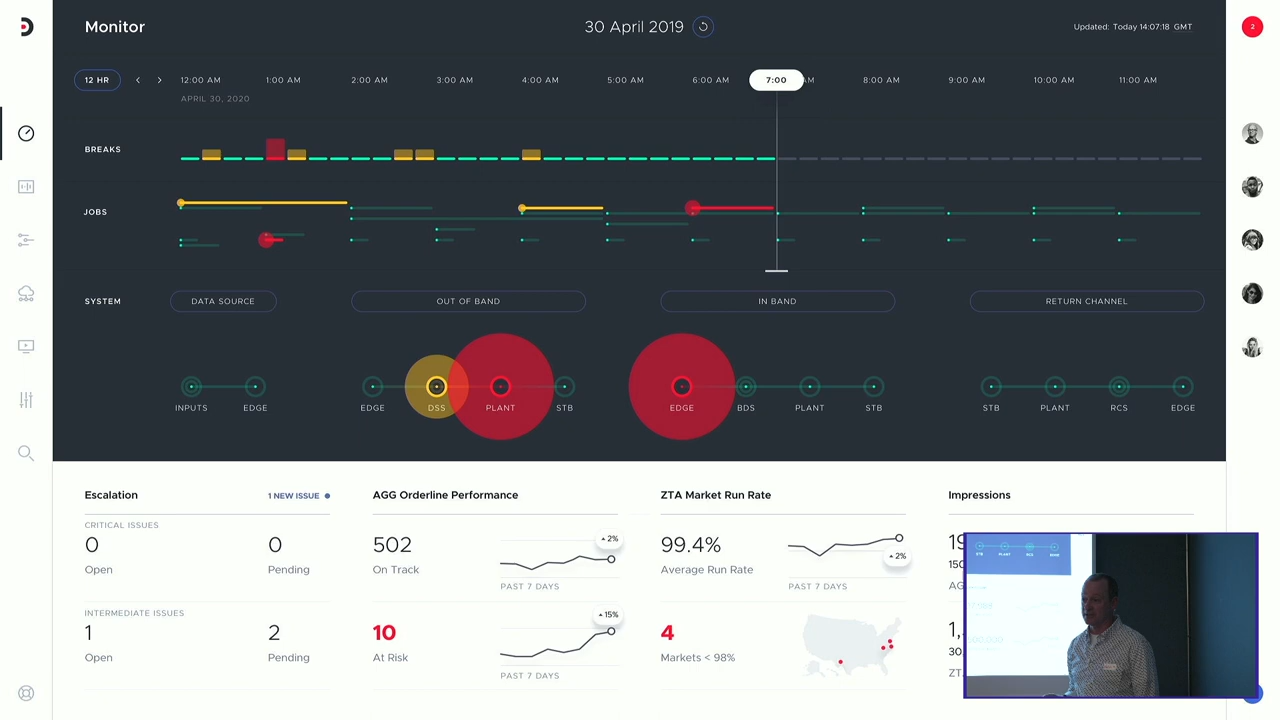 Monitor
30 April 2019
Updated: Today 14:07:18 GMT
2
12 HR
12:00 AM 1:00 AM 2:00 AM 3:00 AM 4:00 AM 5:00 AM 6:00 AM 7:00 AM 8:00 AM 9:00 AM 10:00 AM 11:00 AM
APRIL 30, 2020
BREAKS
JOBS
SYSTEM DATA SOURCE OUT OF BAND IN BAND RETURN CHANNEL
INPUTS EDGE EDGE DSS PLANT STB EDGE BDS PLANT STB STB PLANT RCS EDGE
Escalation 1 NEW ISSUE AGG Orderline Performance ZTA Market Run Rate Impressions
CRITICAL ISSUES
0 0 502 2% 99.4% 2%
Open Pending On Track Average Run Rate
PAST 7 DAYS PAST 7 DAYS
INTERMEDIATE ISSUES
1 2 10 15% 4
Open Pending At Risk Markets < 98%
PAST 7 DAYS
STB PLANT RCS EDGE